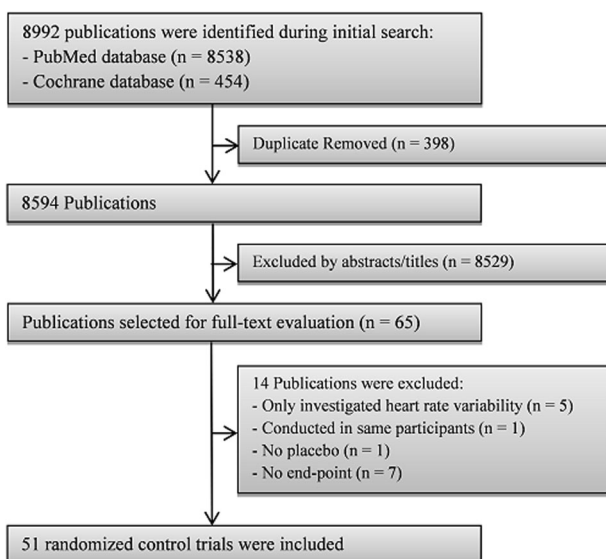 8992 publications were identified during initial search:
- PubMed database (n = 8538)
- Cochrane database (n = 454)
Duplicate Removed (n = 398)
8594 Publications
Excluded by abstracts/titles (n = 8529)
Publications selected for full-text evaluation (n = 65)
14 Publications were excluded:
- Only investigated heart rate variability (n = 5)
- Conducted in same participants (n = 1)
- No placebo (n = 1)
- No end-point (n = 7)
51 randomized control trials were included